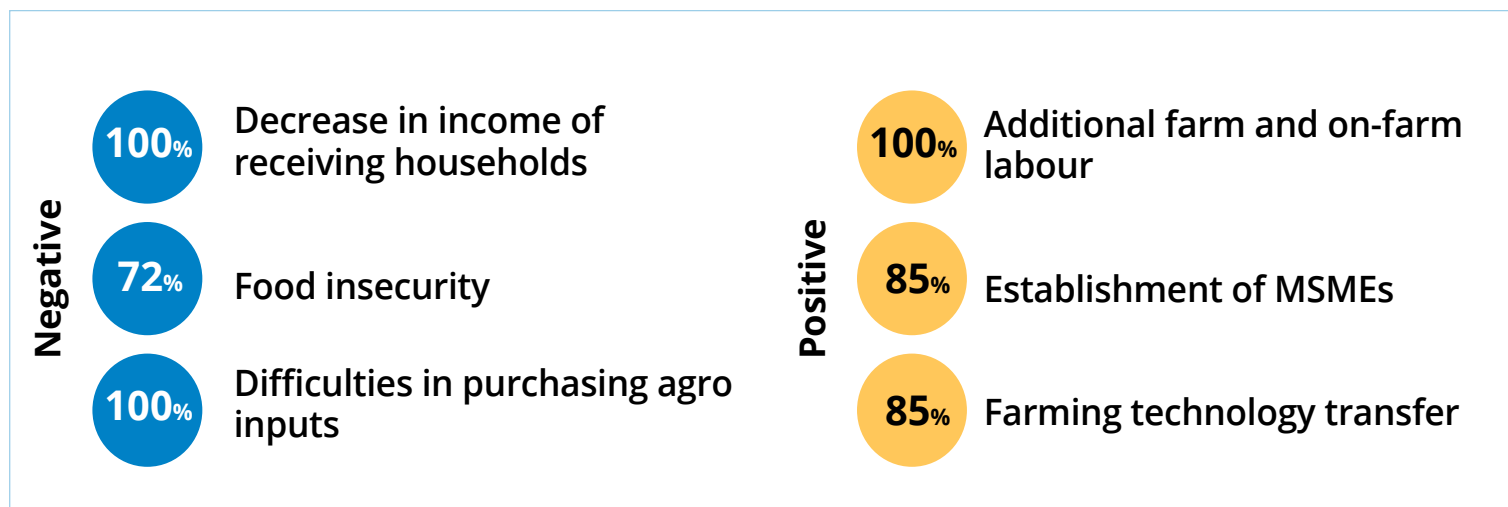 Negative
100%
Decrease in income of
receiving households
72%
Food insecurity
100%
Difficulties in purchasing agro
inputs
Positive
100%
Additional farm and on-farm
labour
85%
Establishment of MSMEs
85%
Farming technology transfer